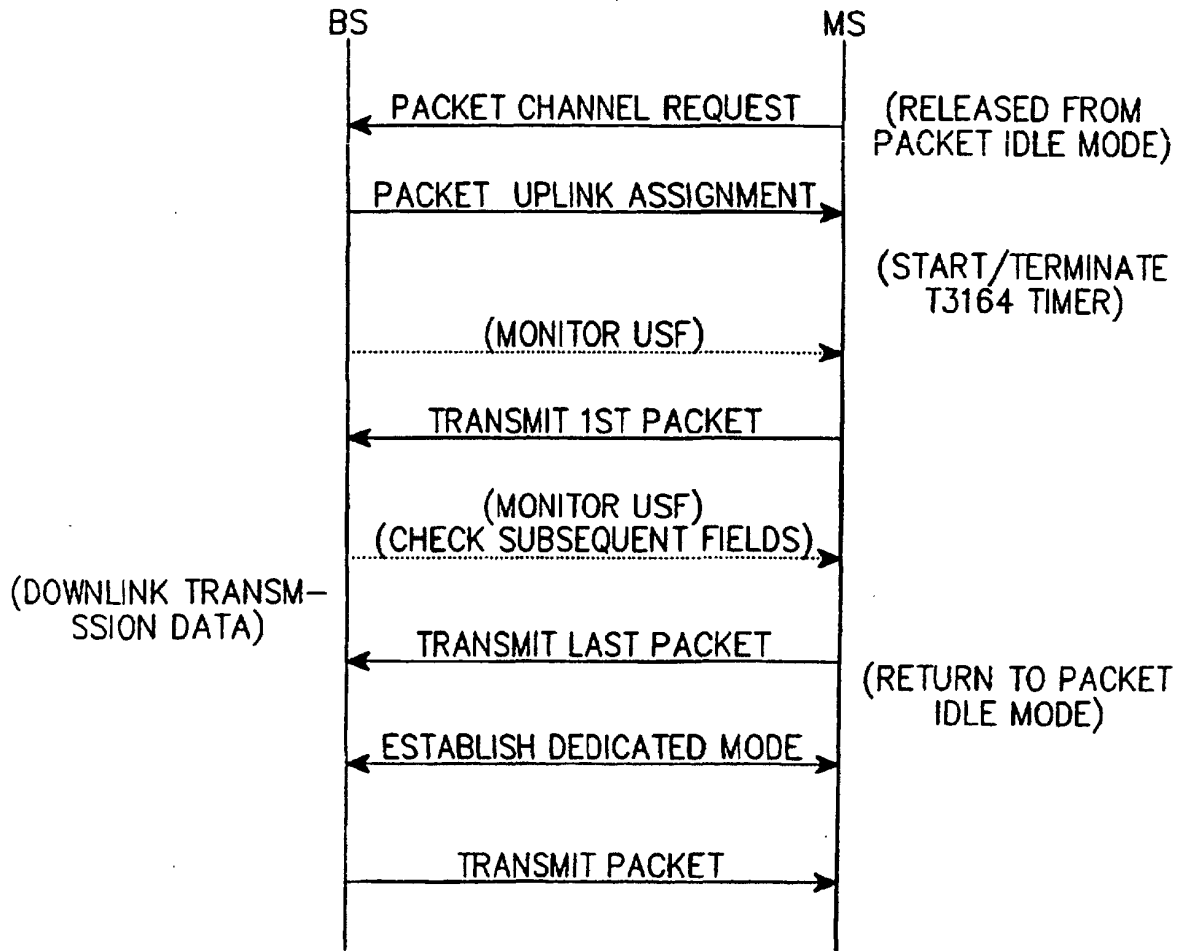 BS
MS
PACKET CHANNEL REQUEST
(RELEASED FROM
PACKET IDLE MODE)
PACKET UPLINK ASSIGNMENT
(START/TERMINATE
T3164 TIMER)
(MONITOR USF)
TRANSMIT 1ST PACKET
(MONITOR USF)
(CHECK SUBSEQUENT FIELDS)
(DOWNLINK TRANSM-
SSION DATA)
TRANSMIT LAST PACKET
(RETURN TO PACKET
IDLE MODE)
ESTABLISH DEDICATED MODE
TRANSMIT PACKET